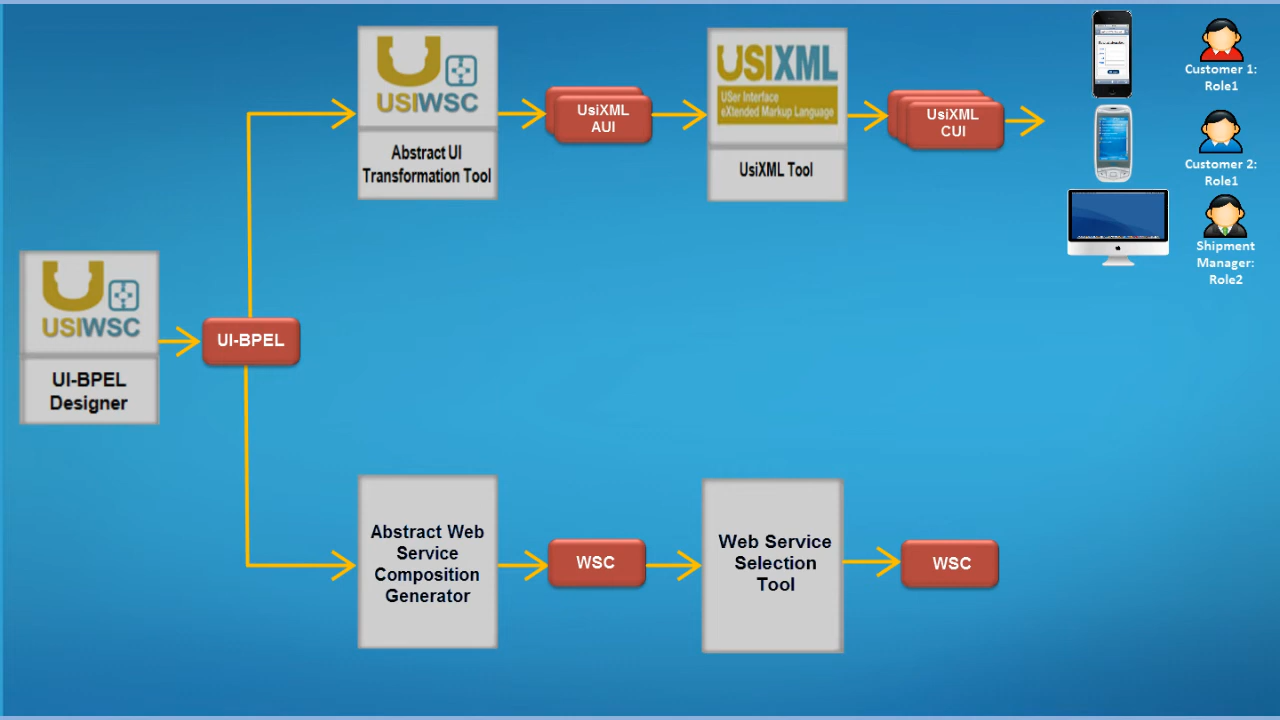 USIWSC
UI-BPEL
Designer
UI-BPEL
USIWSC
Abstract UI
Transformation Tool
UsiXML
AUI
USIXML
USer Interface
eXtended Markup Language
UsiXML Tool
UsiXML
CUI
Customer 1:
Role1
Customer 2:
Role1
Shipment
Manager:
Role2
Abstract Web
Service
Composition
Generator
WSC
Web Service
Selection
Tool
WSC